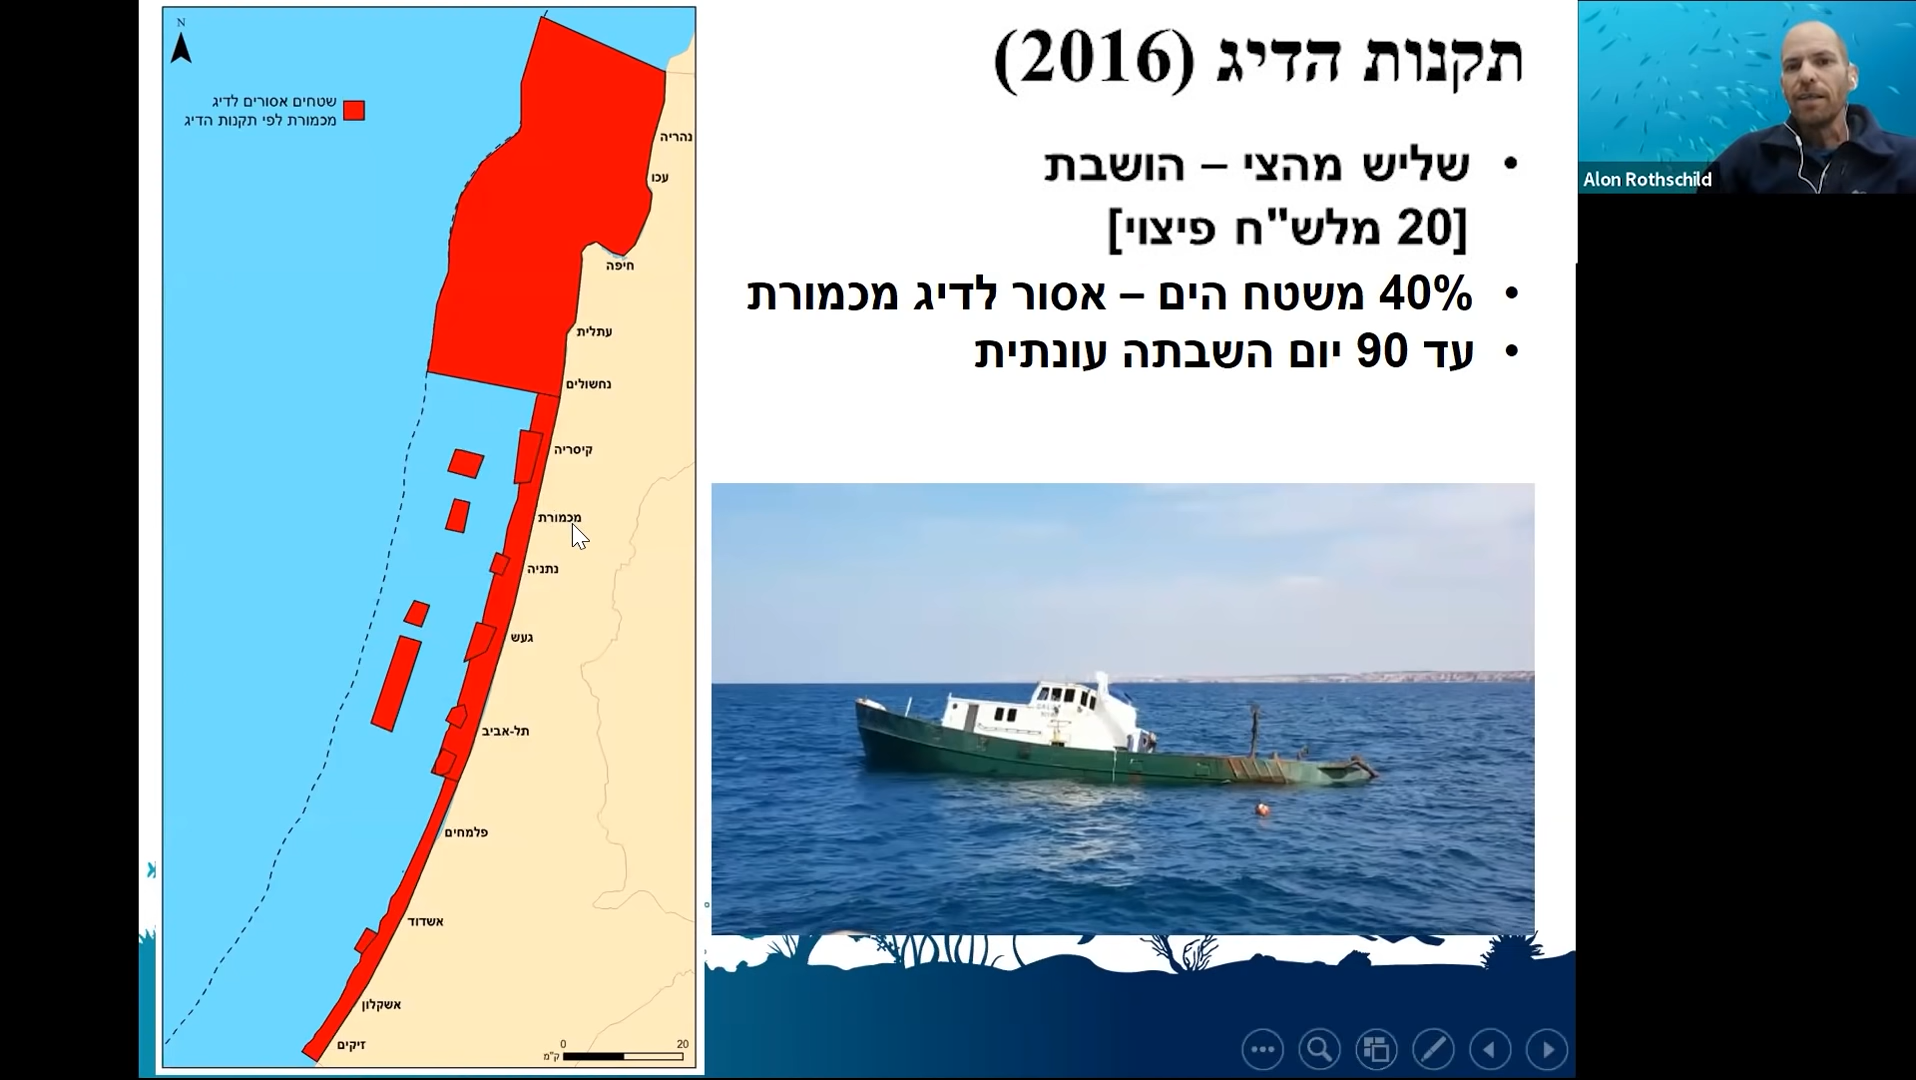 תקנות הדיג (2016)
• שליש מהצי – הושבת
[20 מלש"ח פיצוי]
• 40% משטח הים – אסור לדיג מכמורת
• עד 90 יום השבתה עונתית
Alon Rothschild
N
שטחים אסורים לדיג
מכמורת לפי תקנות הדיג
נהריה
עכו
חיפה
עתלית
נחשולים
קיסריה
מכמורת
נתניה
געש
תל-אביב
פלמחים
אשדוד
אשקלון
זיקים
0 20
ק"מ